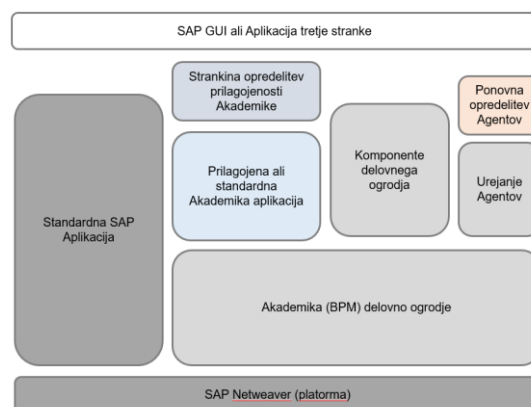 SAP GUI ali Aplikacija tretje stranke
Strankina opredelitev
prilagojenosti
Akademike
Ponovna
opredelitev
Agentov
Prilagojena ali
standardna
Akademika aplikacija
Komponente
delovnega
ogrodja
Urejanje
Agentov
Standardna SAP
Aplikacija
Akademika (BPM) delovno ogrodje
SAP Netweaver (platorma)